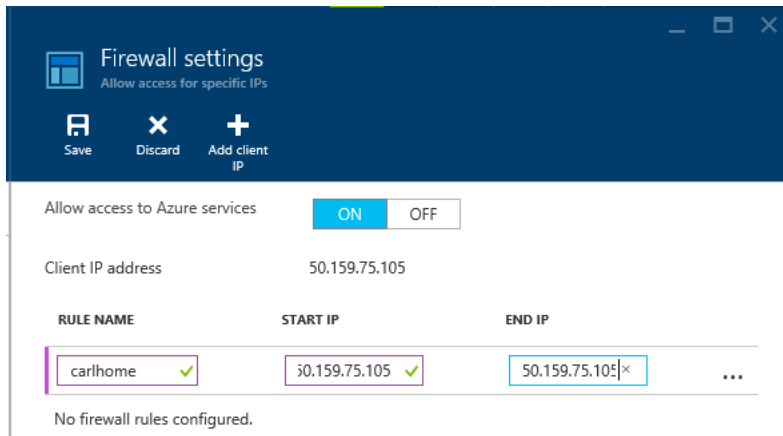 Firewall settings
Allow access for specific IPs
Save Discard Add client
IP
Allow access to Azure services ON OFF
Client IP address 50.159.75.105
RULE NAME START IP END IP
carlhome 50.159.75.105 50.159.75.105 ...
No firewall rules configured.